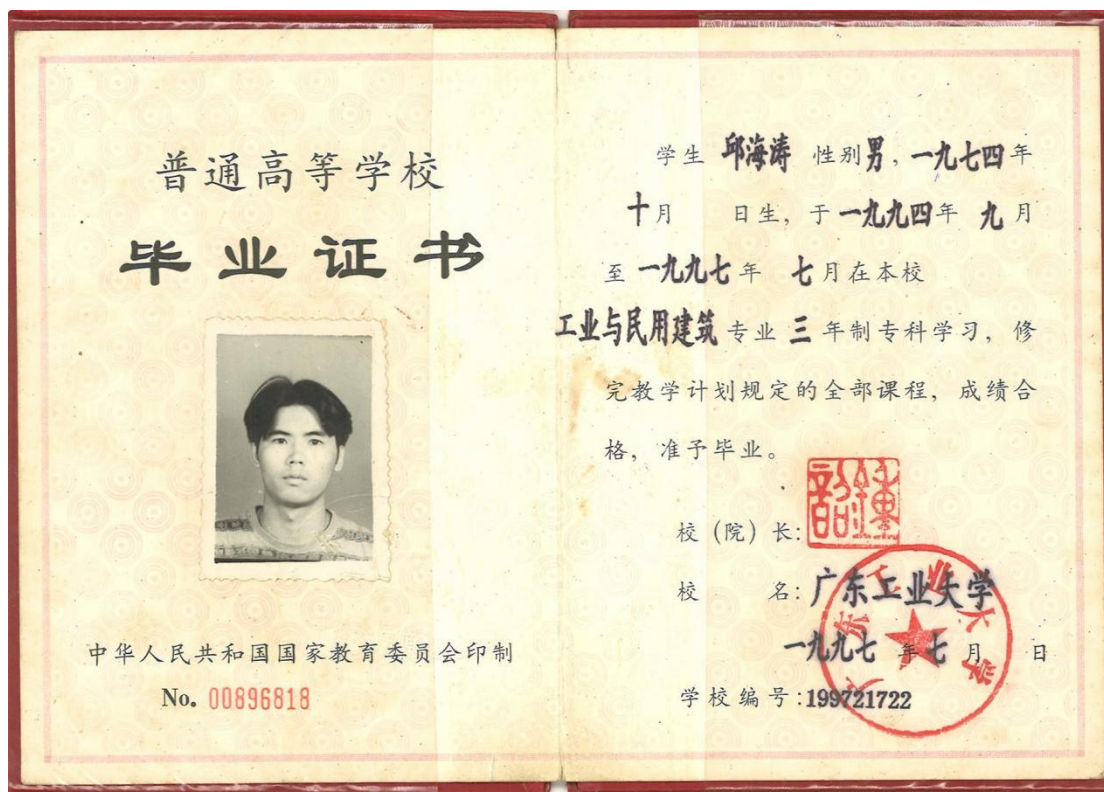 普通高等学校
毕业证书
中华人民共和国国家教育委员会印制
No. 00896818
学生 邱海涛 性别男，一九七四年
十月 日生，于一九九四年 九月
至一九九七年 七月在本校
工业与民用建筑专业 三 年制专科学习，修
完教学计划规定的全部课程，成绩合
格，准予毕业。
校（院）长：
校 名：广东工业大学
一九九七 年七 月 日
学校编号：199721722
广东工业大学